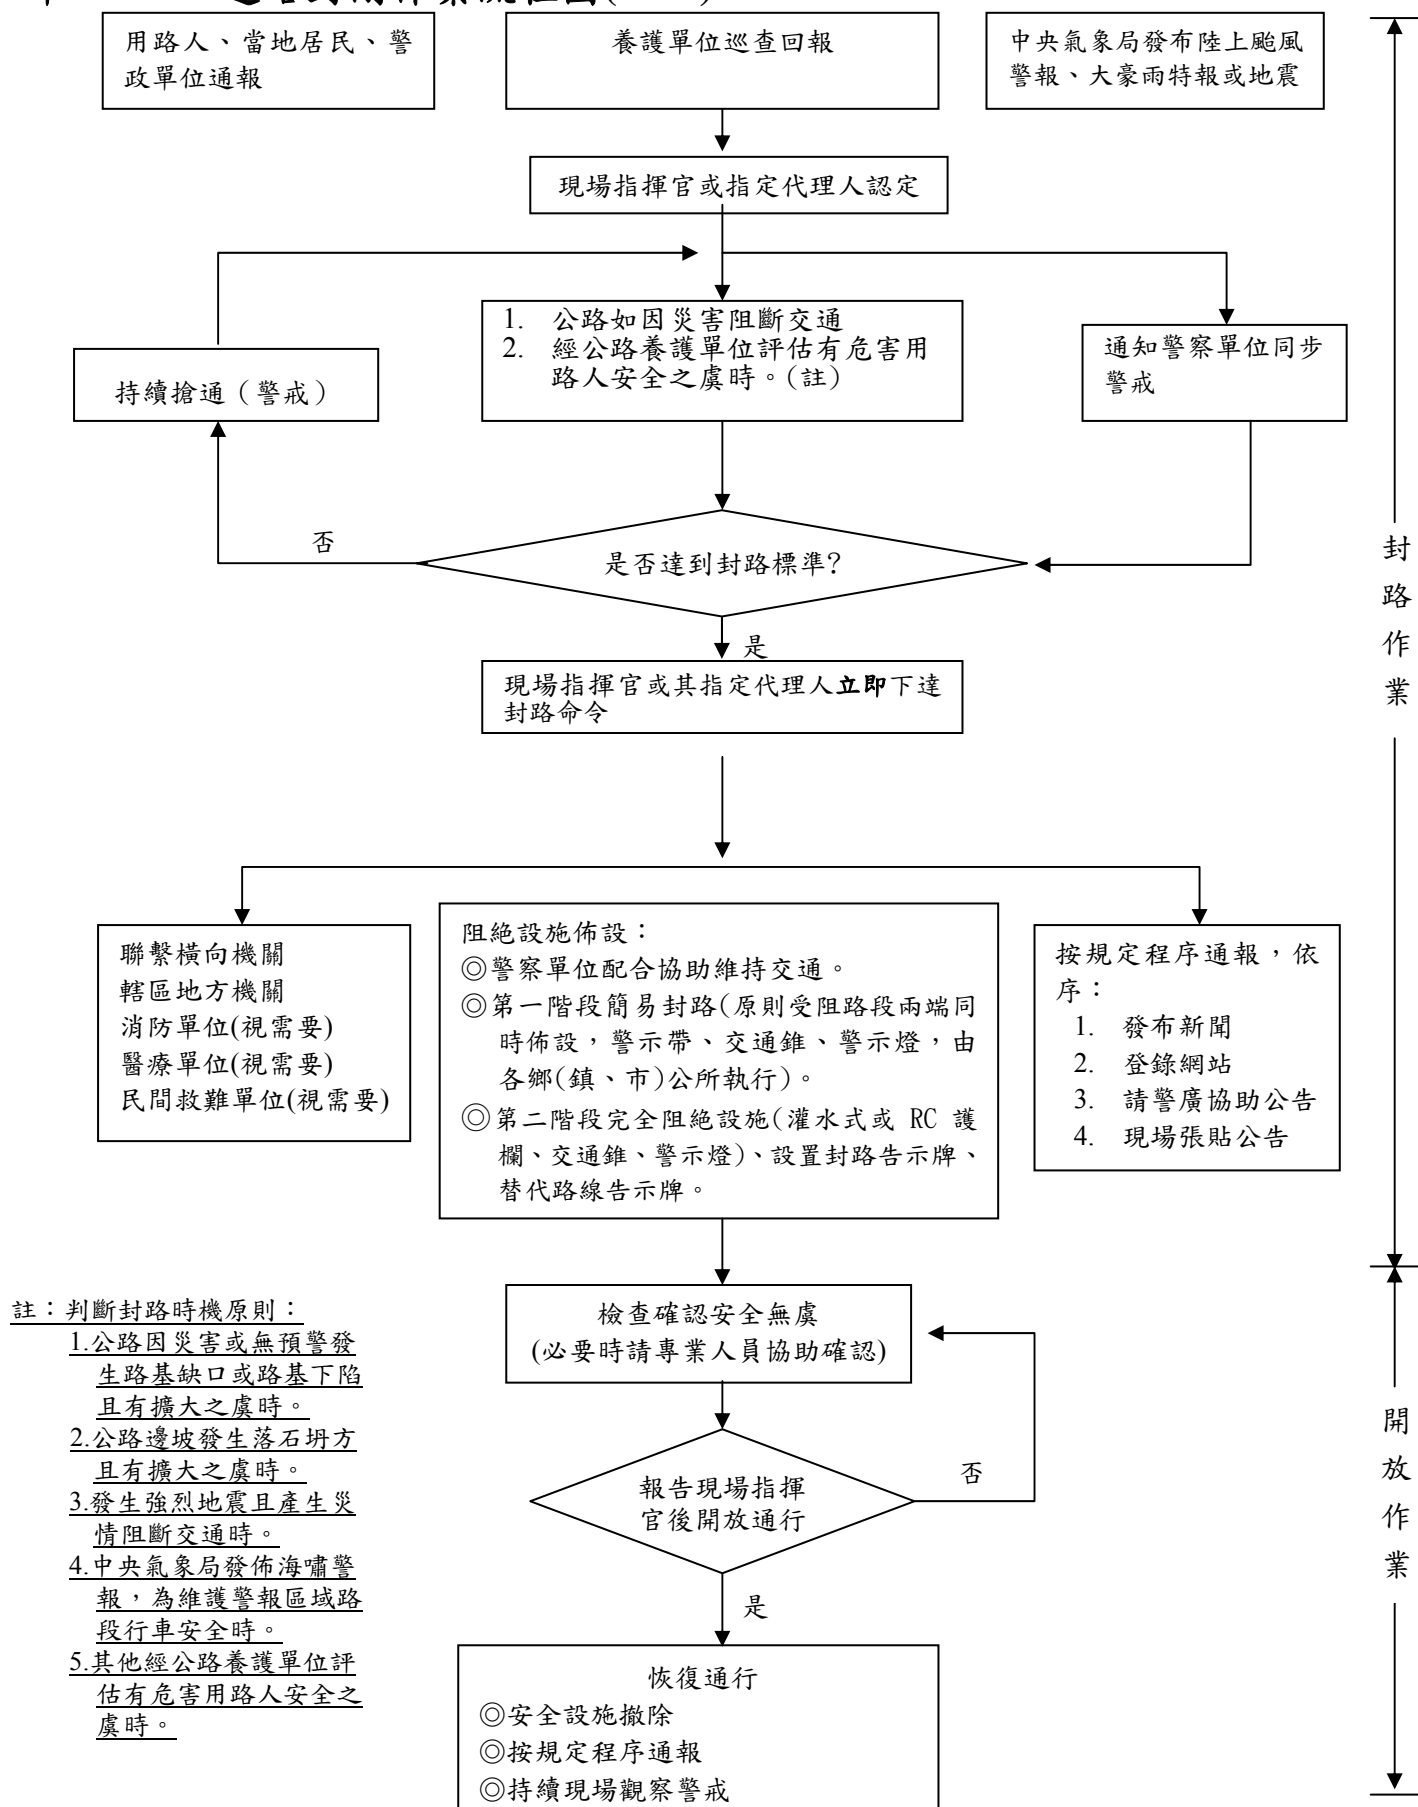 用路人、當地居民、警
政單位通報
養護單位巡查回報
中央氣象局發布陸上颱風
警報、大豪雨特報或地震
現場指揮官或指定代理人認定
1. 公路如因災害阻斷交通
2. 經公路養護單位評估有危害用
路人安全之虞時。(註)
持續搶通（警戒）
通知警察單位同步
警戒
否
是否達到封路標準?
是
現場指揮官或其指定代理人立即下達
封路命令
封
路
作
業
聯繫橫向機關
轄區地方機關
消防單位(視需要)
醫療單位(視需要)
民間救難單位(視需要)
阻絕設施佈設：
◎警察單位配合協助維持交通。
◎第一階段簡易封路(原則受阻路段兩端同
時佈設，警示帶、交通錐、警示燈，由
各鄉(鎮、市)公所執行)。
◎第二階段完全阻絕設施(灌水式或 RC 護
欄、交通錐、警示燈)、設置封路告示牌、
替代路線告示牌。
按規定程序通報，依
序：
1. 發布新聞
2. 登錄網站
3. 請警廣協助公告
4. 現場張貼公告
檢查確認安全無虞
(必要時請專業人員協助確認)
註：判斷封路時機原則：
1.公路因災害或無預警發
生路基缺口或路基下陷
且有擴大之虞時。
2.公路邊坡發生落石坍方
且有擴大之虞時。
3.發生強烈地震且產生災
情阻斷交通時。
4.中央氣象局發佈海嘯警
報，為維護警報區域路
段行車安全時。
5.其他經公路養護單位評
估有危害用路人安全之
虞時。
報告現場指揮
官後開放通行
否
是
開
放
作
業
恢復通行
◎安全設施撤除
◎按規定程序通報
◎持續現場觀察警戒